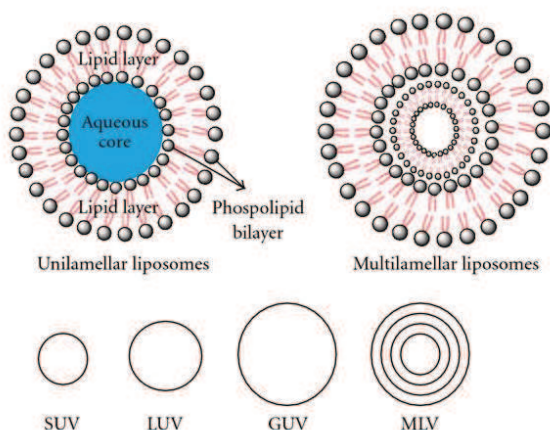 Lipid layer
Aqueous
core
Lipid layer
Phospolipid
bilayer
Unilamellar liposomes
Multilamellar liposomes
SUV
LUV
GUV
MLV